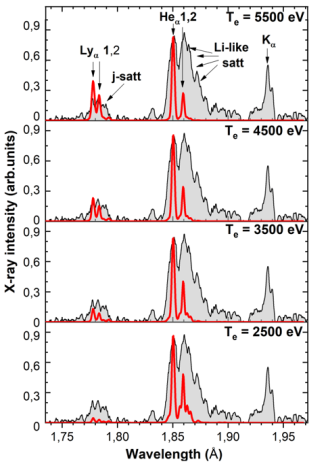 Heα1,2
Te = 5500 eV
0,9
Lyα 1,2
Li-like
Kα
0,6
j-satt
satt
0,3
0
0,9
Te = 4500 eV
0,6
0,3
0
0,9
Te = 3500 eV
0,6
0,3
0
0,9
Te = 2500 eV
0,6
0,3
0
X-ray intensity (arb.units)
1,75 1,80 1,85 1,90 1,95
Wavelength (Å)